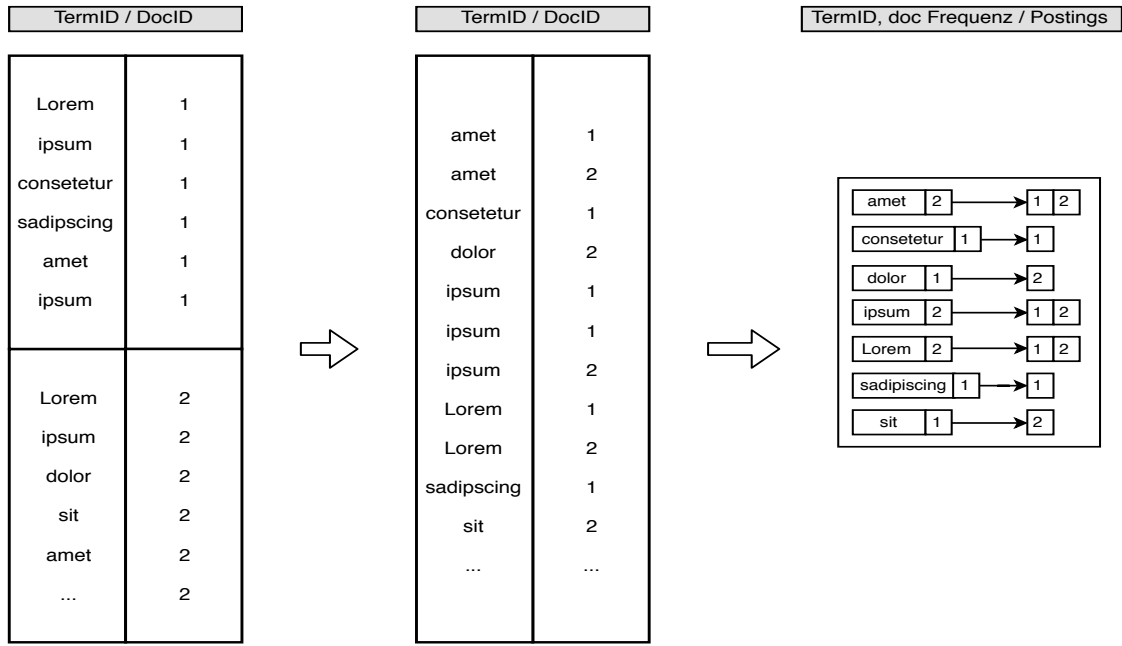 TermID / DocID
Lorem 1
ipsum 1
consetetur 1
sadipscing 1
amet 1
ipsum 1
Lorem 2
ipsum 2
dolor 2
sit 2
amet 2
... 2
TermID / DocID
amet 1
amet 2
consetetur 1
dolor 2
ipsum 1
ipsum 1
ipsum 2
Lorem 1
Lorem 2
sadipscing 1
sit 2
... ...
TermID, doc Frequenz / Postings
amet 2 1 2
consetetur 1 1
dolor 1 2
ipsum 2 1 2
Lorem 2 1 2
sadipiscing 1 1
sit 1 2